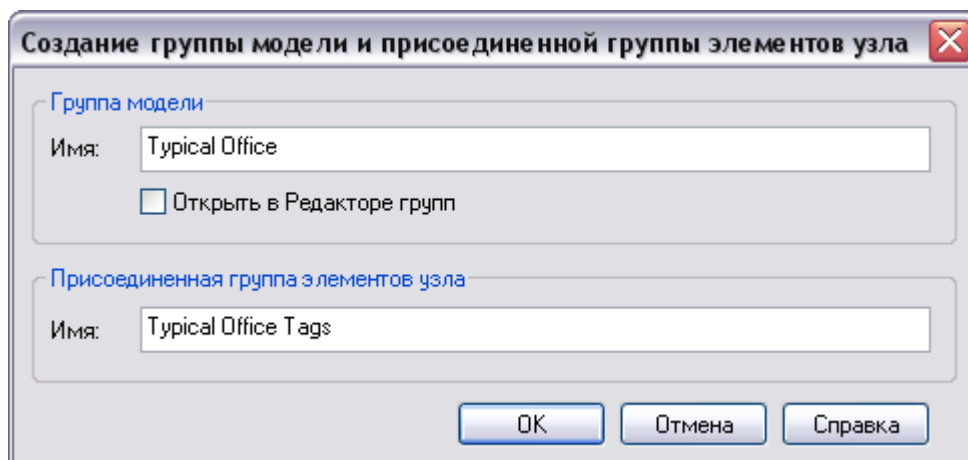 Создание группы модели и присоединенной группы элементов узла
Группа модели
Имя: Typical Office
Открыть в Редакторе групп
Присоединенная группа элементов узла
Имя: Typical Office Tags
OK Отмена Справка